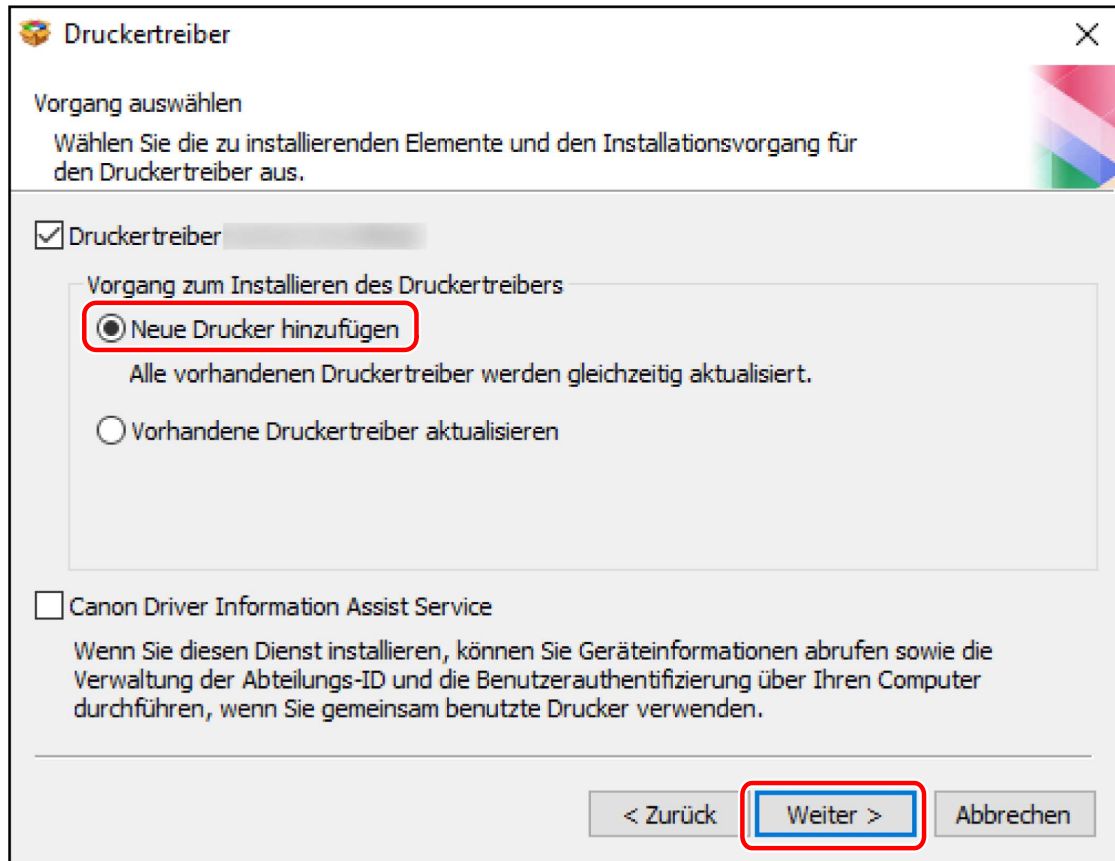 Druckertreiber
Vorgang auswählen
Wählen Sie die zu installierenden Elemente und den Installationsvorgang für
den Druckertreiber aus.
Druckertreiber
Vorgang zum Installieren des Druckertreibers
Neue Drucker hinzufügen
Alle vorhandenen Druckertreiber werden gleichzeitig aktualisiert.
Vorhandene Druckertreiber aktualisieren
Canon Driver Information Assist Service
Wenn Sie diesen Dienst installieren, können Sie Geräteinformationen abrufen sowie die
Verwaltung der Abteilungs-ID und die Benutzerauthentifizierung über Ihren Computer
durchführen, wenn Sie gemeinsam benutzte Drucker verwenden.
< Zurück Weiter > Abbrechen